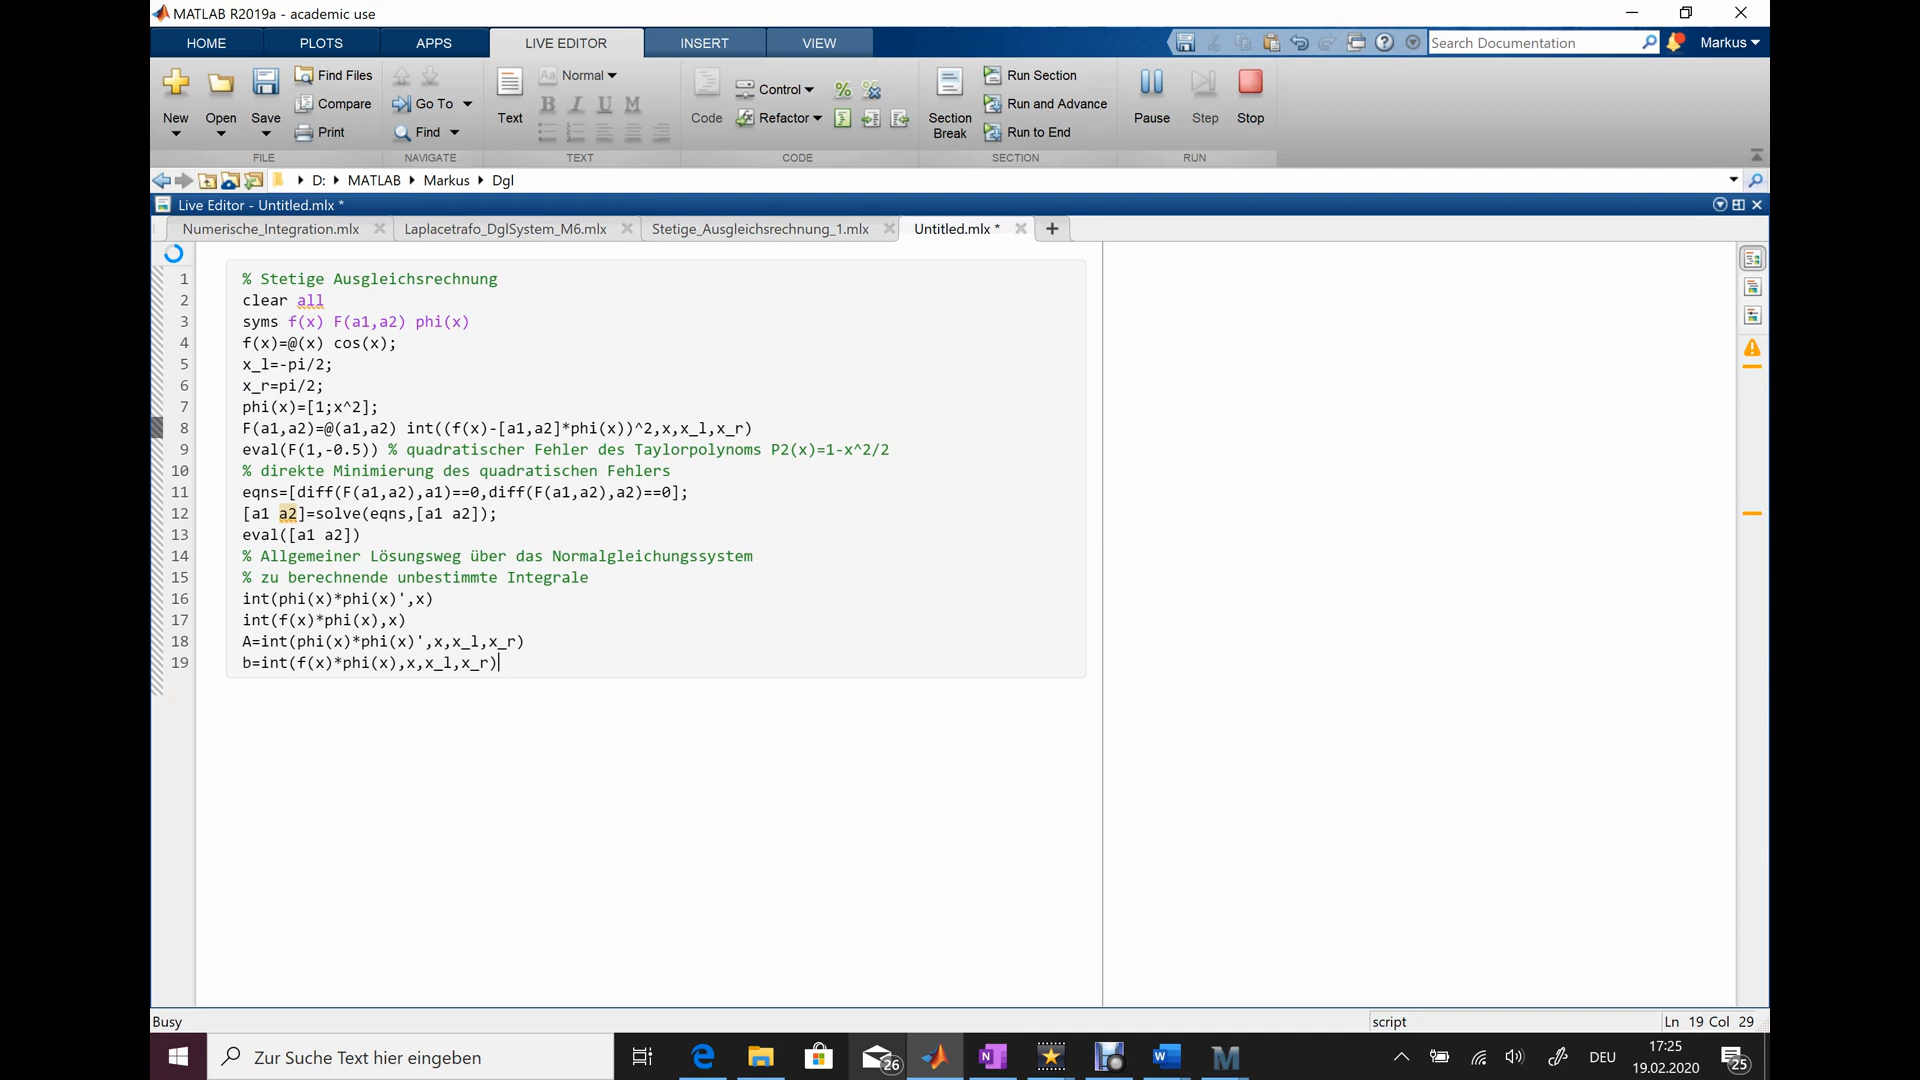 MATLAB R2019a - academic use
HOME PLOTS APPS LIVE EDITOR INSERT VIEW
Search Documentation Markus
New Open Save Find Files Compare Print
Go To Find
Text Aa Normal B I U M
Code Control Refactor
Section Break Run Section Run and Advance Run to End
Pause Step Stop
FILE NAVIGATE TEXT CODE SECTION RUN
D: MATLAB Markus Dgl
Live Editor - Untitled.mlx *
Numerische_Integration.mlx Laplacetrafo_DglSystem_M6.mlx Stetige_Ausgleichsrechnung_1.mlx Untitled.mlx *
1 % Stetige Ausgleichsrechnung
2 clear all
3 syms f(x) F(a1,a2) phi(x)
4 f(x)=@(x) cos(x);
5 x_l=-pi/2;
6 x_r=pi/2;
7 phi(x)=[1;x^2];
8 F(a1,a2)=@(a1,a2) int((f(x)-[a1,a2]*phi(x))^2,x,x_l,x_r)
9 eval(F(1,-0.5)) % quadratischer Fehler des Taylorpolynoms P2(x)=1-x^2/2
10 % direkte Minimierung des quadratischen Fehlers
11 eqns=[diff(F(a1,a2),a1)==0,diff(F(a1,a2),a2)==0];
12 [a1 a2]=solve(eqns,[a1 a2]);
13 eval([a1 a2])
14 % Allgemeiner Lösungsweg über das Normalgleichungssystem
15 % zu berechnende unbestimmte Integrale
16 int(phi(x)*phi(x)',x)
17 int(f(x)*phi(x),x)
18 A=int(phi(x)*phi(x)',x,x_l,x_r)
19 b=int(f(x)*phi(x),x,x_l,x_r)
Busy script Ln 19 Col 29
Zur Suche Text hier eingeben 26 DEU 17:25 25
19.02.2020